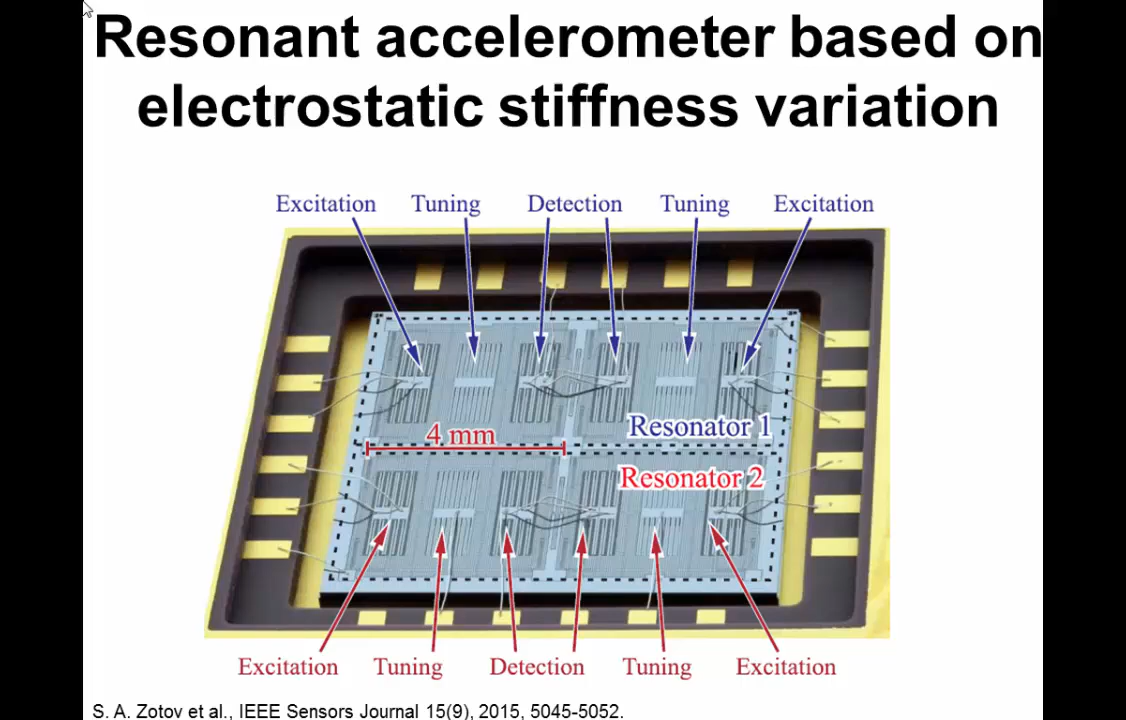 Resonant accelerometer based on
electrostatic stiffness variation
Excitation Tuning Detection Tuning Excitation
Resonator 1
4 mm
Resonator 2
Excitation Tuning Detection Tuning Excitation
S. A. Zotov et al., IEEE Sensors Journal 15(9), 2015, 5045-5052.